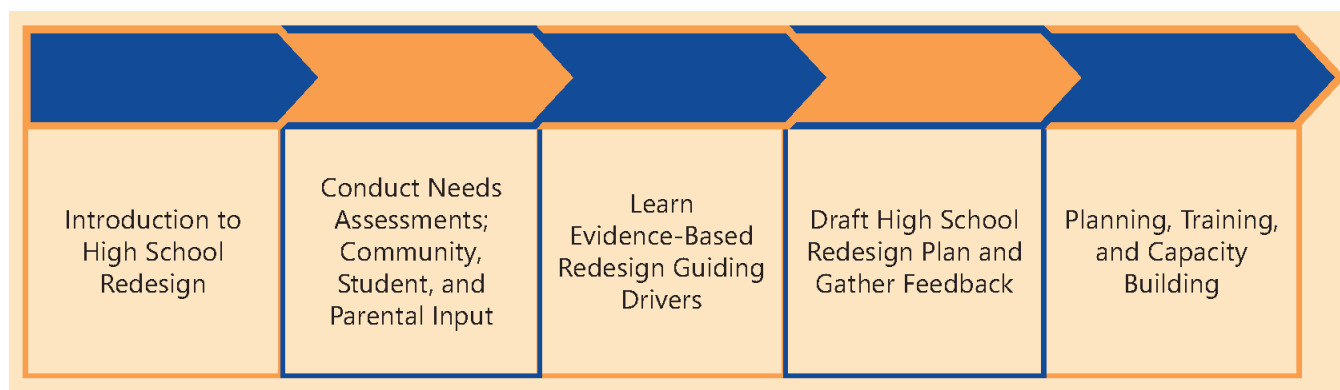 Introduction to
High School
Redesign
Conduct Needs
Assessments;
Community,
Student, and
Parental Input
Learn
Evidence-Based
Redesign Guiding
Drivers
Draft High School
Redesign Plan and
Gather Feedback
Planning, Training,
and Capacity
Building